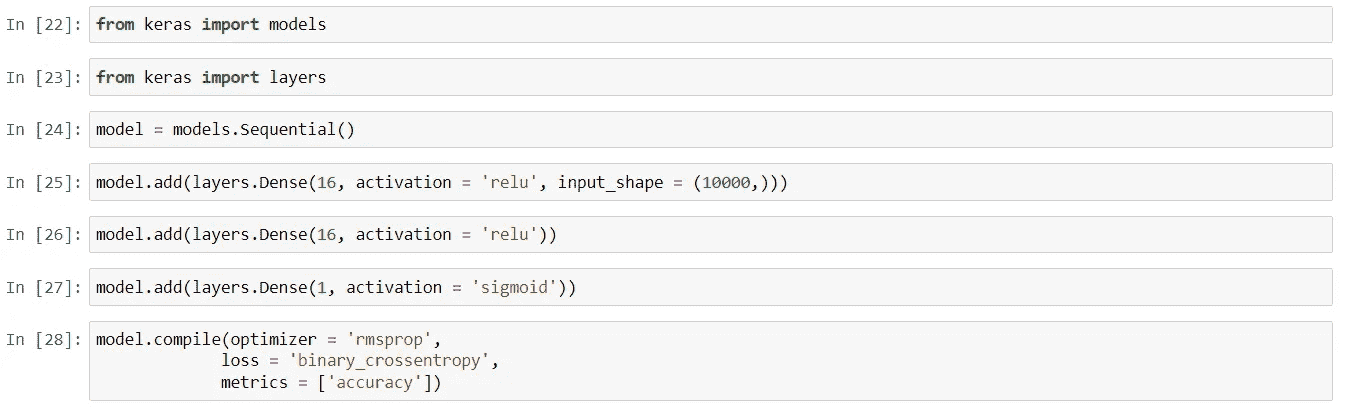 In [22]: from keras import models
In [23]: from keras import layers
In [24]: model = models.Sequential()
In [25]: model.add(layers.Dense(16, activation = 'relu', input_shape = (10000,)))
In [26]: model.add(layers.Dense(16, activation = 'relu'))
In [27]: model.add(layers.Dense(1, activation = 'sigmoid'))
In [28]: model.compile(optimizer = 'rmsprop',
loss = 'binary_crossentropy',
metrics = ['accuracy'])